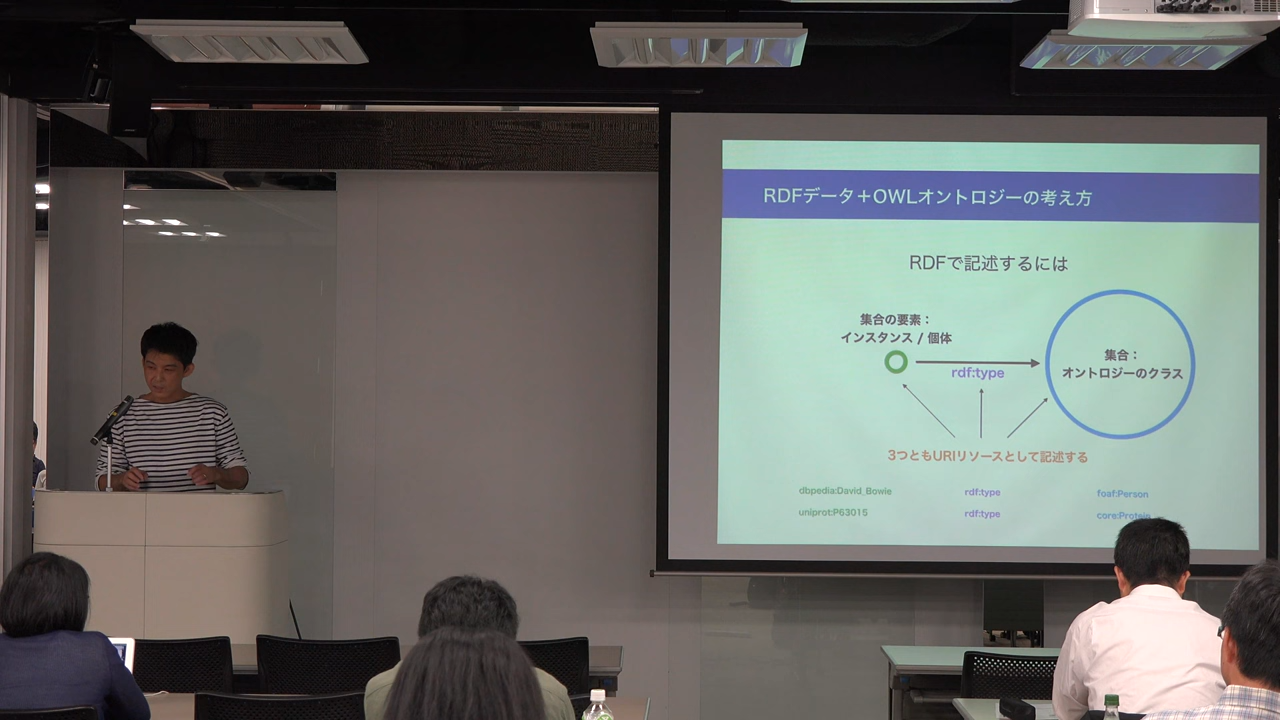 RDFデータ＋OWLオントロジーの考え方
RDFで記述するには
集合の要素：
インスタンス / 個体
rdf:type
集合：
オントロジーのクラス
3つともURIリソースとして記述する
dbpedia:David_Bowie rdf:type foaf:Person
uniprot:P63015 rdf:type core:Protein